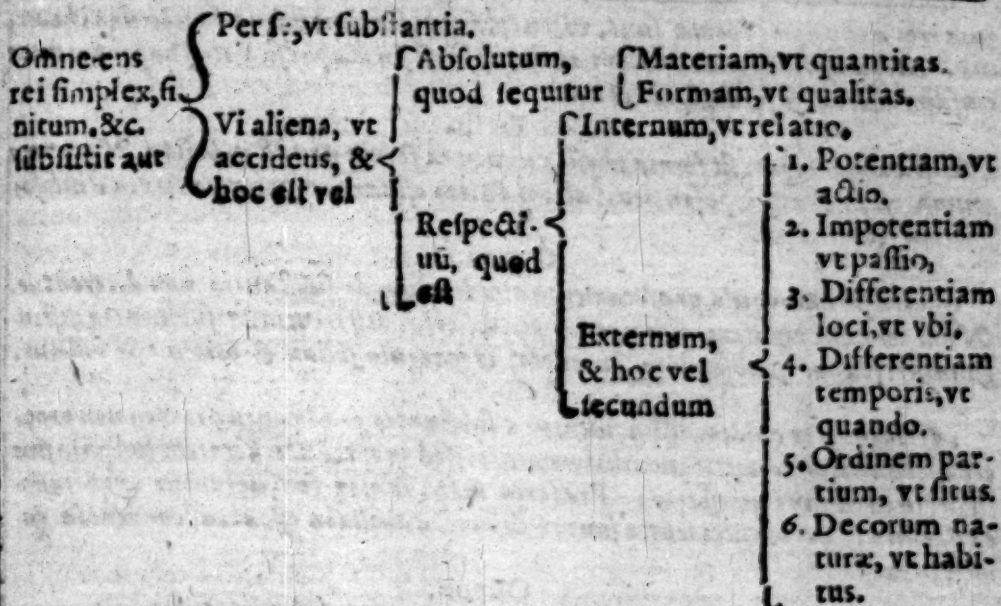 Omne ens
rei ſimplex, fi-
nitum. &c.
ſubſiſtit aut
Per ſe, vt ſubſtantia.
Vi aliena, vt
accidens, &
hoc eſt vel
Abſolutum,
quod ſequitur
Materiam, vt quantitas.
Formam, vt qualitas.
Reſpecti-
uū, quod
eſt
Internum, vt relatio.
Externum,
& hoc vel
ſecundum
1. Potentiam, vt
actio.
2. Impotentiam
vt paſſio,
3. Differentiam
loci, vt vbi.
4. Differentiam
temporis, vt
quando.
5. Ordinem par-
tium, vt ſitus.
6. Decorum na-
turæ, vt habi-
tus.